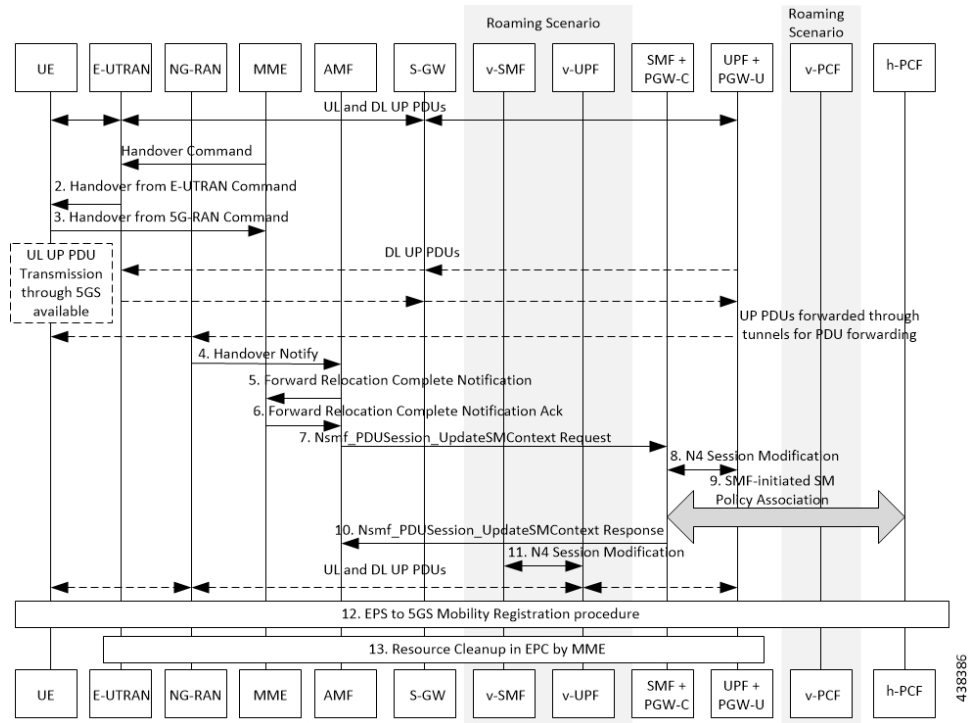 Roaming Scenario
Roaming
Scenario
UE
E-UTRAN
NG-RAN
MME
AMF
S-GW
v-SMF
v-UPF
SMF +
PGW-C
UPF +
PGW-U
v-PCF
h-PCF
UL and DL UP PDUs
Handover Command
2. Handover from E-UTRAN Command
3. Handover from 5G-RAN Command
UL UP PDU
Transmission
through 5GS
available
DL UP PDUs
UP PDUs forwarded through
tunnels for PDU forwarding
4. Handover Notify
5. Forward Relocation Complete Notification
6. Forward Relocation Complete Notification Ack
7. Nsmf_PDUSession_UpdateSMContext Request
8. N4 Session Modification
9. SMF-initiated SM
Policy Association
10. Nsmf_PDUSession_UpdateSMContext Response
11. N4 Session Modification
UL and DL UP PDUs
12. EPS to 5GS Mobility Registration procedure
13. Resource Cleanup in EPC by MME
UE
E-UTRAN
NG-RAN
MME
AMF
S-GW
v-SMF
v-UPF
SMF +
PGW-C
UPF +
PGW-U
v-PCF
h-PCF
438386